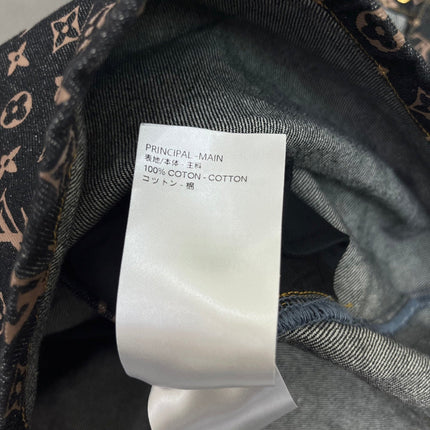 PRINCIPAL-MAIN
表地/本体・主料
100% COTON - COTTON
コットン - 棉